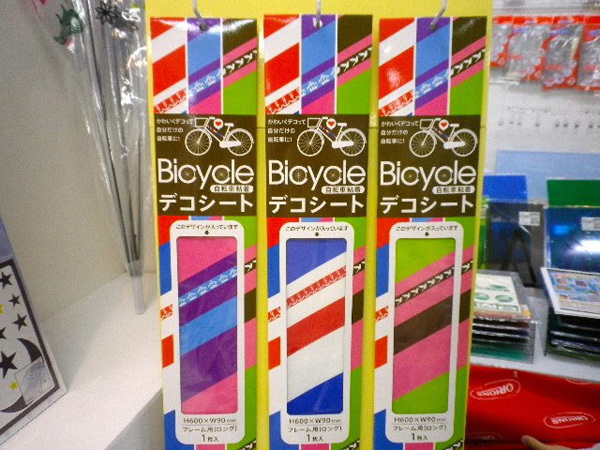 かわいくデコって
自分だけの
自転車に!
Bicycle
自転車粘着
デコシート
このデザインが入っています
H600×W90mm
フレーム用(ロング)
1枚入
かわいくデコって
自分だけの
自転車に!
Bicycle
自転車粘着
デコシート
このデザインが入っています
H600×W90mm
フレーム用(ロング)
1枚入
かわいくデコって
自分だけの
自転車に!
Bicycle
自転車粘着
デコシート
このデザインが入っています
H600×W90mm
フレーム用(ロング)
1枚入
ORIONS